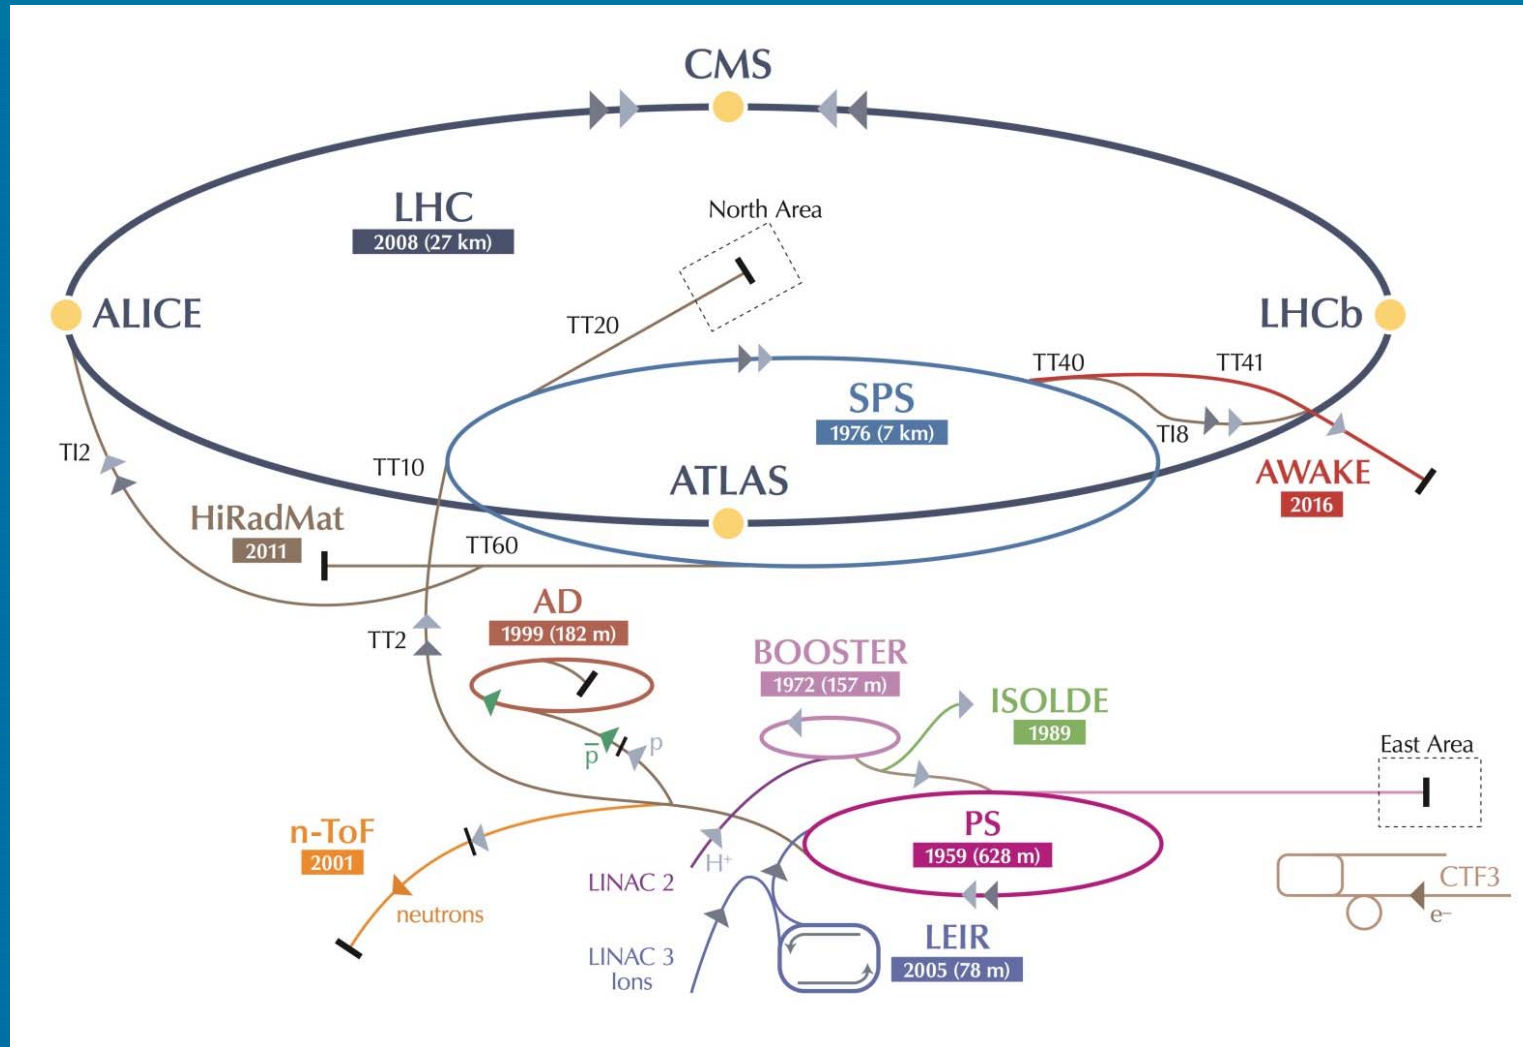 CMS
LHC
2008 (27 km)
North Area
ALICE
LHCb
TT20
TT40
TT41
SPS
1976 (7 km)
TI8
TI2
TT10
ATLAS
AWAKE
2016
HiRadMat
2011
TT60
AD
1999 (182 m)
TT2
BOOSTER
1972 (157 m)
ISOLDE
1989
p̅
p
East Area
n-ToF
2001
PS
1959 (628 m)
H⁺
LINAC 2
neutrons
CTF3
e⁻
LEIR
2005 (78 m)
LINAC 3
Ions